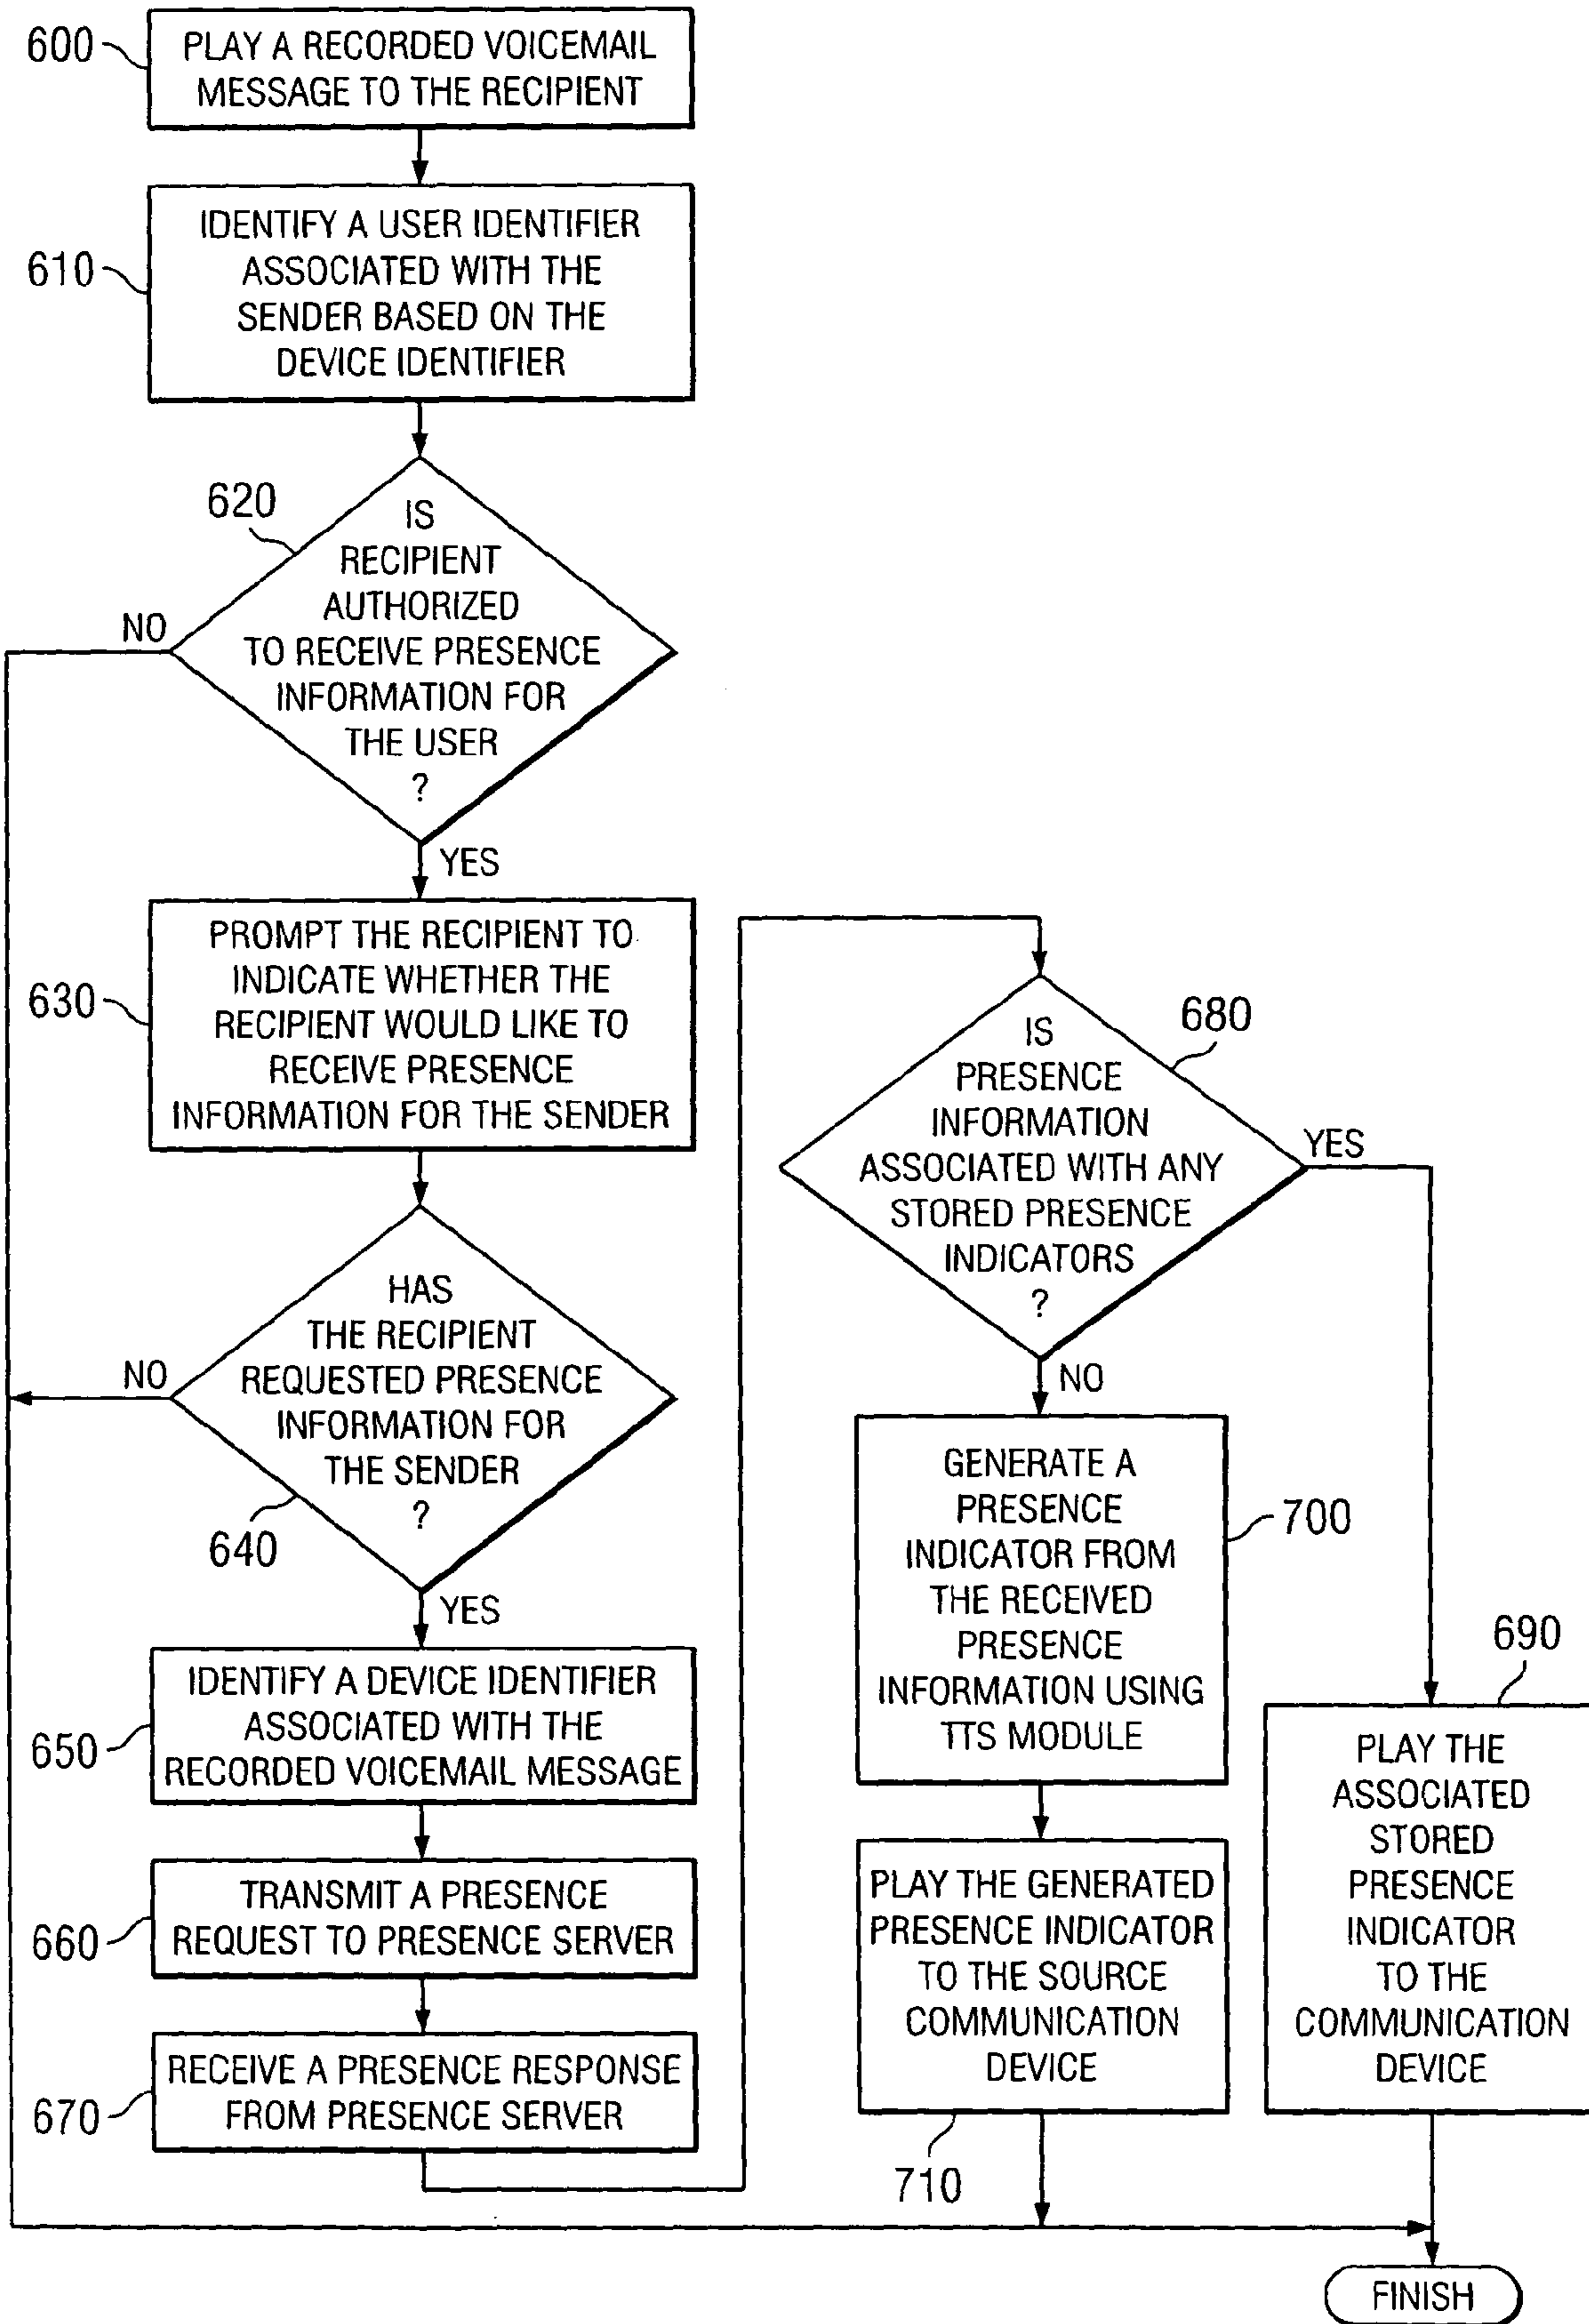 600
PLAY A RECORDED VOICEMAIL
MESSAGE TO THE RECIPIENT
610
IDENTIFY A USER IDENTIFIER
ASSOCIATED WITH THE
SENDER BASED ON THE
DEVICE IDENTIFIER
620
IS
RECIPIENT
AUTHORIZED
TO RECEIVE PRESENCE
INFORMATION FOR
THE USER
?
NO
YES
630
PROMPT THE RECIPIENT TO
INDICATE WHETHER THE
RECIPIENT WOULD LIKE TO
RECEIVE PRESENCE
INFORMATION FOR THE SENDER
HAS
THE RECIPIENT
REQUESTED PRESENCE
INFORMATION FOR
THE SENDER
?
NO
640
YES
650
IDENTIFY A DEVICE IDENTIFIER
ASSOCIATED WITH THE
RECORDED VOICEMAIL MESSAGE
660
TRANSMIT A PRESENCE
REQUEST TO PRESENCE SERVER
670
RECEIVE A PRESENCE RESPONSE
FROM PRESENCE SERVER
680
IS
PRESENCE
INFORMATION
ASSOCIATED WITH ANY
STORED PRESENCE
INDICATORS
?
YES
NO
GENERATE A
PRESENCE
INDICATOR FROM
THE RECEIVED
PRESENCE
INFORMATION USING
TTS MODULE
700
PLAY THE GENERATED
PRESENCE INDICATOR
TO THE SOURCE
COMMUNICATION
DEVICE
710
690
PLAY THE
ASSOCIATED
STORED
PRESENCE
INDICATOR
TO THE
COMMUNICATION
DEVICE
FINISH